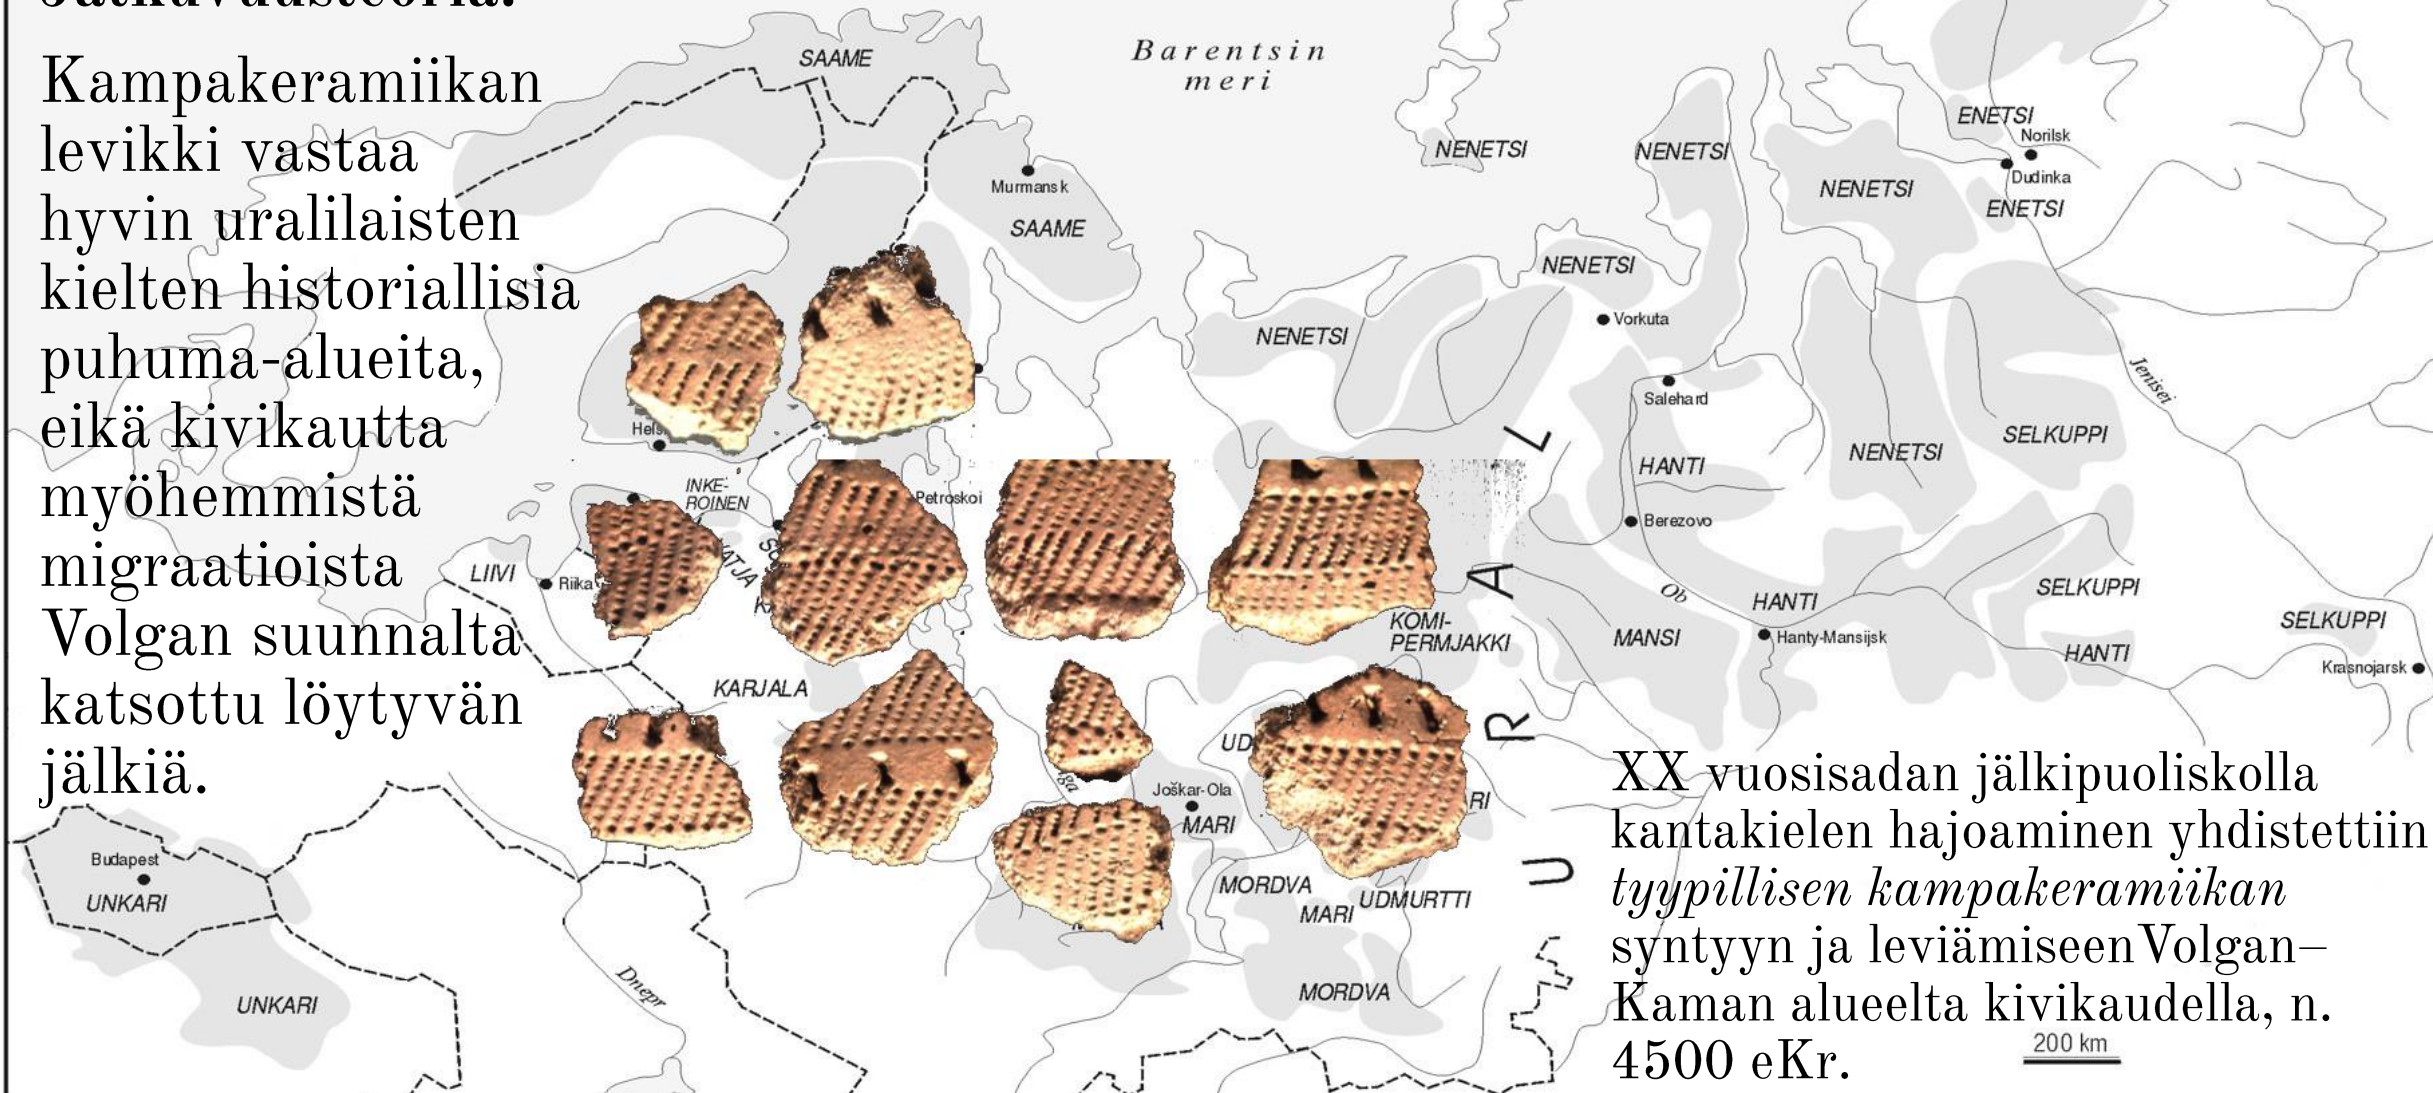 Jatkuvuusteoria.
Kampakeramiikan
levikki vastaa
hyvin uralilaisten
kielten historiallisia
puhuma-alueita,
eikä kivikautta
myöhemmistä
migraatioista
Volgan suunnalta
katsottu löytyvän
jälkiä.
XX vuosisadan jälkipuoliskolla
kantakielen hajoaminen yhdistettiin
tyypillisen kampakeramiikan
syntyyn ja leviämiseen Volgan–
Kaman alueelta kivikaudella, n.
4500 eKr.
200 km
SAAME
Barentsin
meri
Murmansk
SAAME
NENETSI
NENETSI
NENETSI
ENETSI
Norilsk
Dudinka
ENETSI
NENETSI
NENETSI
Vorkuta
Salehard
Jenisei
HANTI
NENETSI
SELKUPPI
Berezovo
INKE-
ROINEN
Petroskoi
LIIVI
Riika
Ob
HANTI
SELKUPPI
KOMI-
PERMJAKKI
MANSI
Hanty-Mansijsk
HANTI
SELKUPPI
Krasnojarsk
KARJALA
URAL
Joškar-Ola
MARI
Budapest
UNKARI
MORDVA
MARI
UDMURTTI
UNKARI
Dnepr
MORDVA